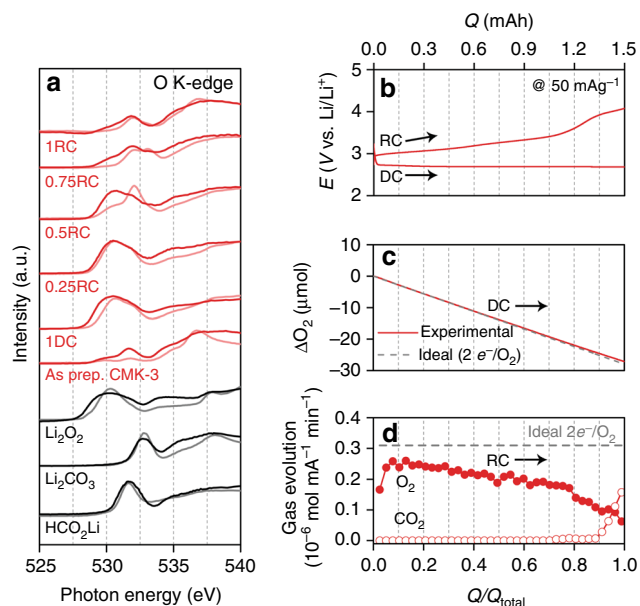 a
O K-edge
1RC
0.75RC
0.5RC
0.25RC
1DC
As prep. CMK-3
Li₂O₂
Li₂CO₃
HCO₂Li
Intensity (a.u.)
525 530 535 540
Photon energy (eV)
Q (mAh)
0.0 0.3 0.6 0.9 1.2 1.5
b
@ 50 mAg⁻¹
5
4
3
2
E (V vs. Li/Li⁺)
RC
DC
c
10
0
−10
−20
−30
ΔO₂ (μmol)
DC
Experimental
Ideal (2 e⁻/O₂)
d
Ideal 2e⁻/O₂
0.4
0.3
0.2
0.1
0.0
Gas evolution
(10⁻⁶ mol mA⁻¹ min⁻¹)
RC
O₂
CO₂
0.0 0.2 0.4 0.6 0.8 1.0
Q/Qtotal